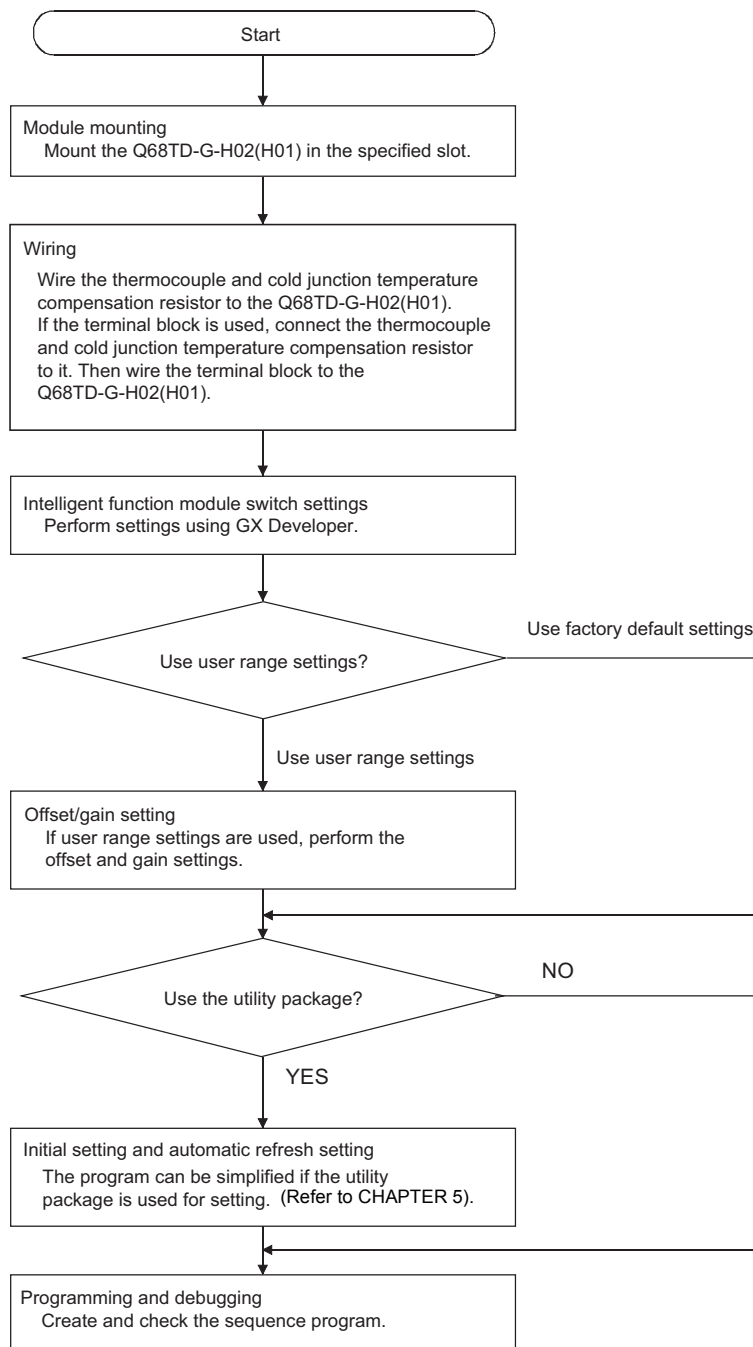 Start
Module mounting
Mount the Q68TD-G-H02(H01) in the specified slot.
Wiring
Wire the thermocouple and cold junction temperature
compensation resistor to the Q68TD-G-H02(H01).
If the terminal block is used, connect the thermocouple
and cold junction temperature compensation resistor
to it. Then wire the terminal block to the
Q68TD-G-H02(H01).
Intelligent function module switch settings
Perform settings using GX Developer.
Use user range settings?
Use factory default settings
Use user range settings
Offset/gain setting
If user range settings are used, perform the
offset and gain settings.
Use the utility package?
NO
YES
Initial setting and automatic refresh setting
The program can be simplified if the utility
package is used for setting. (Refer to CHAPTER 5).
Programming and debugging
Create and check the sequence program.